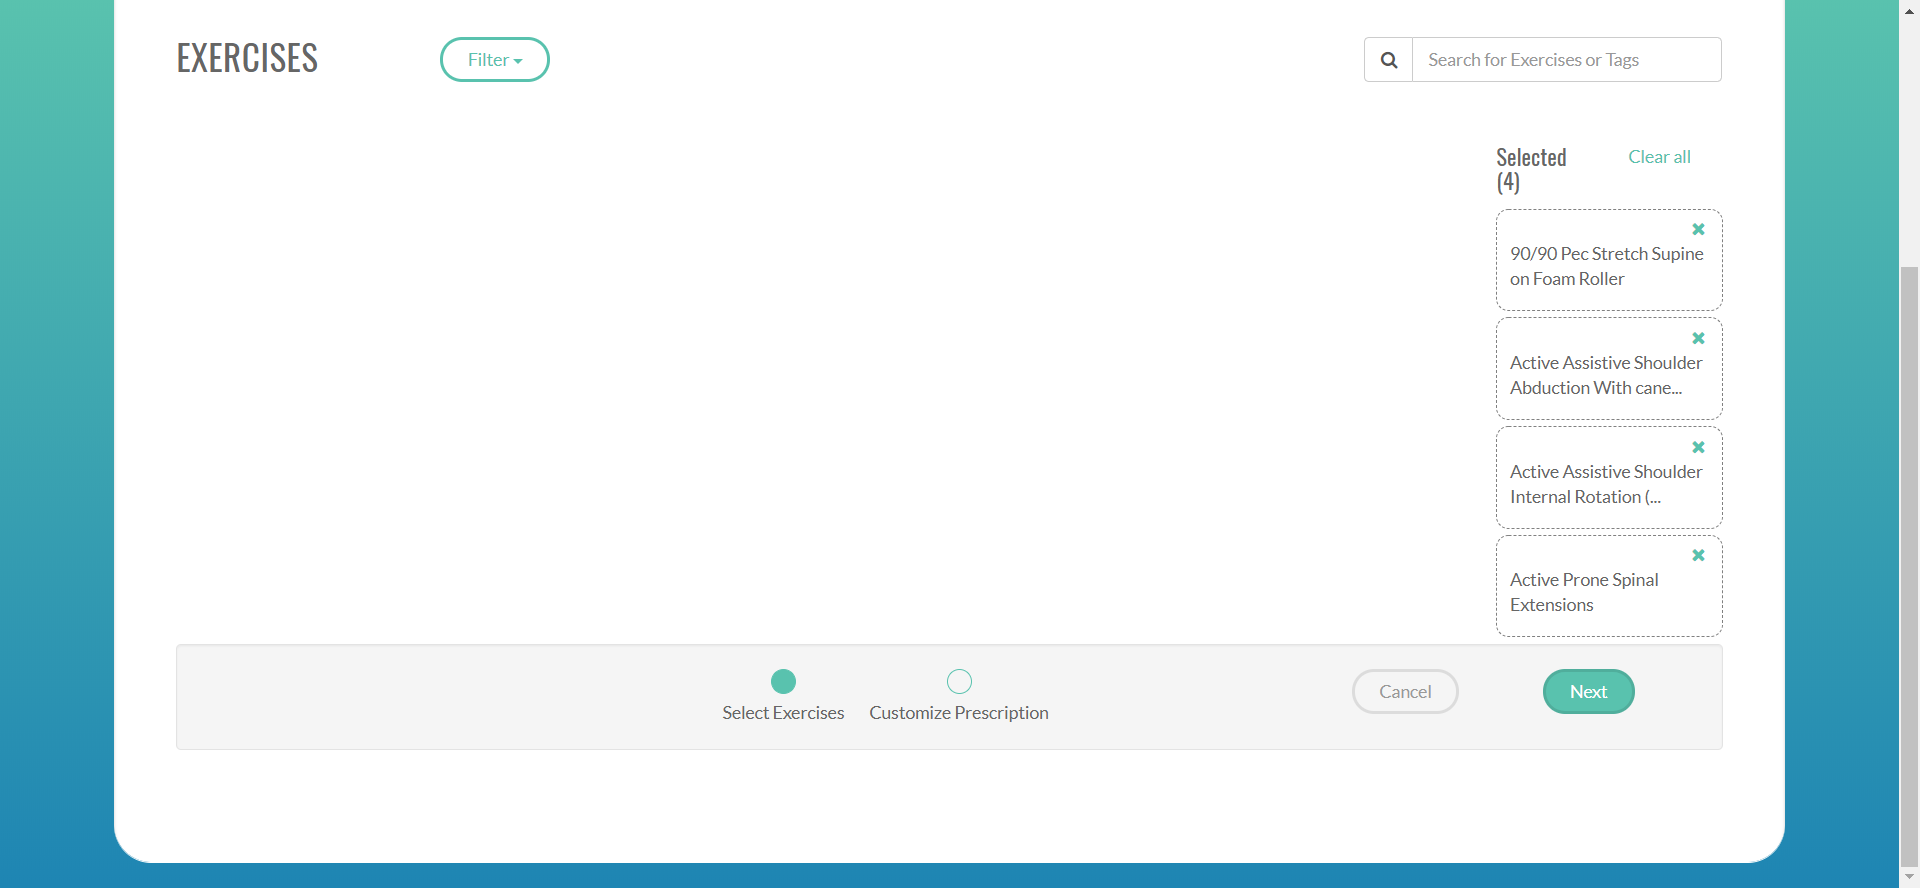 EXERCISES
Filter
Search for Exercises or Tags
Selected
(4)
Clear all
90/90 Pec Stretch Supine
on Foam Roller
Active Assistive Shoulder
Abduction With cane...
Active Assistive Shoulder
Internal Rotation (...
Active Prone Spinal
Extensions
Select Exercises
Customize Prescription
Cancel
Next